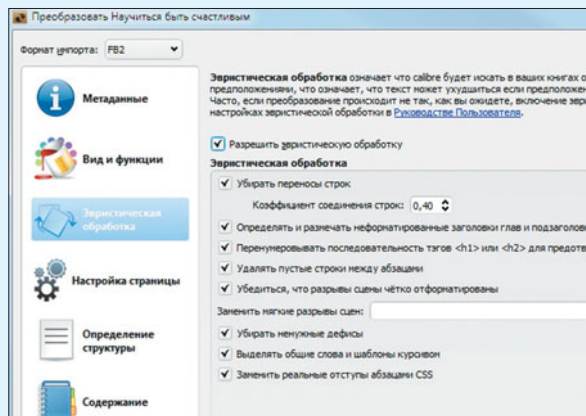 Преобразовать Научиться быть счастливым
Формат импорта: FB2
Метаданные
Вид и функции
Эвристическая
обработка
Настройка страницы
Определение
структуры
Содержание
Эвристическая обработка означает что calibre будет искать в ваших книгах о
предположениями, что означает, что текст может ухудшиться если предположен
Часто, если преобразование происходит не так, как вы ожидаете, включение эвр
настройках эвристической обработки в Руководстве Пользователя.
Разрешить эвристическую обработку
Эвристическая обработка
Убирать переносы строк
Коэффициент соединения строк: 0,40
Определять и размечать неформатированные заголовки глав и подзаголовк
Перенумеровывать последовательность тэгов <h1> или <h2> для предотв
Удалять пустые строки между абзацами
Убедиться, что разрывы сцены чётко отформатированы
Заменить мягкие разрывы сцен:
Убирать ненужные дефисы
Выделять общие слова и шаблоны курсивом
Заменить реальные отступы абзацами CSS